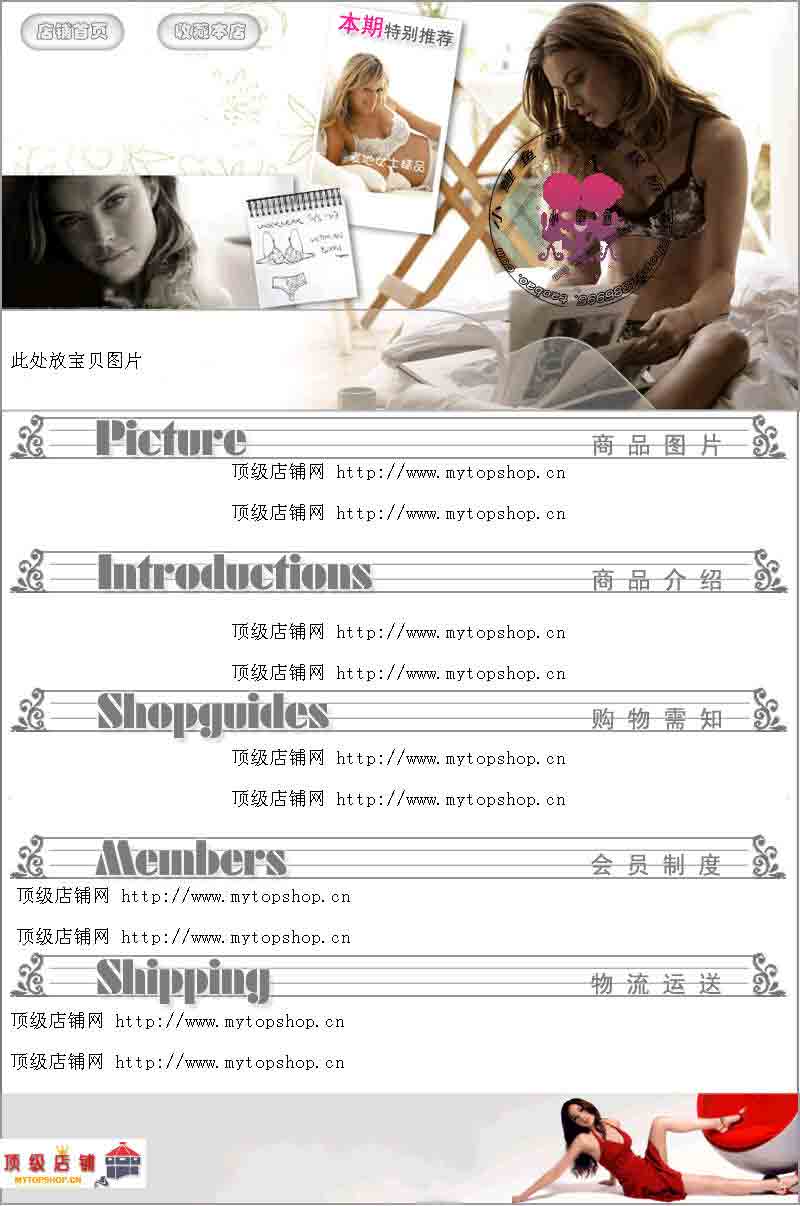 店铺首页
收藏本店
本期特别推荐
此处放宝贝图片
Picture 商品图片
顶级店铺网 http://www.mytopshop.cn
顶级店铺网 http://www.mytopshop.cn
Introductions 商品介绍
顶级店铺网 http://www.mytopshop.cn
顶级店铺网 http://www.mytopshop.cn
Shopguides 购物需知
顶级店铺网 http://www.mytopshop.cn
顶级店铺网 http://www.mytopshop.cn
Members 会员制度
顶级店铺网 http://www.mytopshop.cn
顶级店铺网 http://www.mytopshop.cn
Shipping 物流运送
顶级店铺网 http://www.mytopshop.cn
顶级店铺网 http://www.mytopshop.cn
顶级店铺
MYTOPSHOP.CN